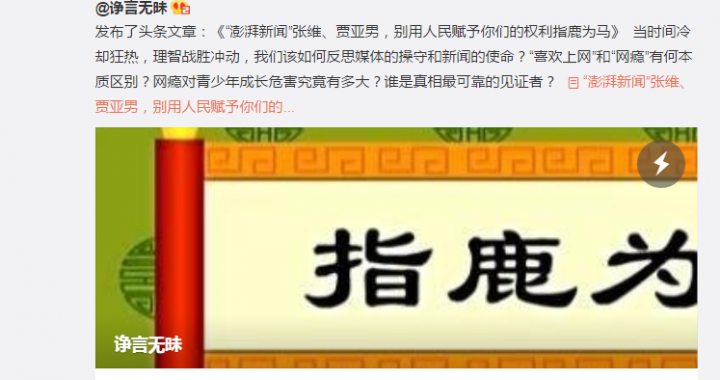 @诤言无昧
发布了头条文章：《“澎湃新闻”张维、贾亚男，别用人民赋予你们的权利指鹿为马》 当时间冷
却狂热，理智战胜冲动，我们该如何反思媒体的操守和新闻的使命？“喜欢上网”和“网瘾”有何本
质区别？网瘾对青少年成长危害究竟有多大？谁是真相最可靠的见证者？ “澎湃新闻”张维、
贾亚男，别用人民赋予你们的...
指鹿为
诤言无昧